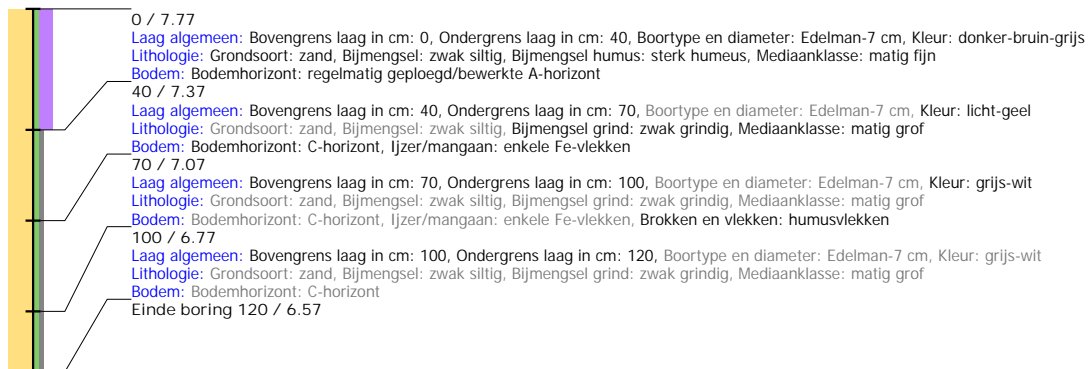 0 / 7.77
Laag algemeen: Bovengrens laag in cm: 0, Ondergrens laag in cm: 40, Boortype en diameter: Edelman-7 cm, Kleur: donker-bruin-grijs
Lithologie: Grondsoort: zand, Bijmengsel: zwak siltig, Bijmengsel humus: sterk humeus, Mediaanklasse: matig fijn
Bodem: Bodemhorizont: regelmatig geploegd/bewerkte A-horizont
40 / 7.37
Laag algemeen: Bovengrens laag in cm: 40, Ondergrens laag in cm: 70, Boortype en diameter: Edelman-7 cm, Kleur: licht-geel
Lithologie: Grondsoort: zand, Bijmengsel: zwak siltig, Bijmengsel grind: zwak grindig, Mediaanklasse: matig grof
Bodem: Bodemhorizont: C-horizont, Ijzer/mangaan: enkele Fe-vlekken
70 / 7.07
Laag algemeen: Bovengrens laag in cm: 70, Ondergrens laag in cm: 100, Boortype en diameter: Edelman-7 cm, Kleur: grijs-wit
Lithologie: Grondsoort: zand, Bijmengsel: zwak siltig, Bijmengsel grind: zwak grindig, Mediaanklasse: matig grof
Bodem: Bodemhorizont: C-horizont, Ijzer/mangaan: enkele Fe-vlekken, Brokken en vlekken: humusvlekken
100 / 6.77
Laag algemeen: Bovengrens laag in cm: 100, Ondergrens laag in cm: 120, Boortype en diameter: Edelman-7 cm, Kleur: grijs-wit
Lithologie: Grondsoort: zand, Bijmengsel: zwak siltig, Bijmengsel grind: zwak grindig, Mediaanklasse: matig grof
Bodem: Bodemhorizont: C-horizont
Einde boring 120 / 6.57